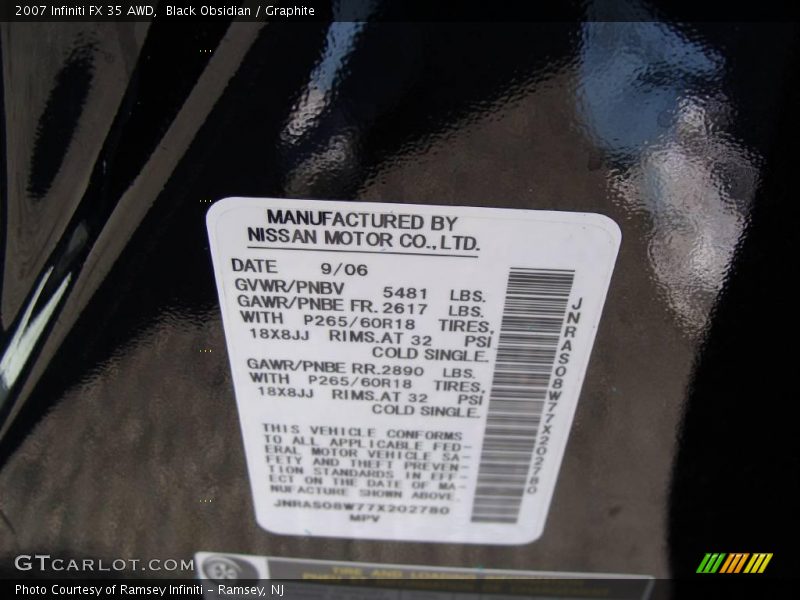 2007 Infiniti FX 35 AWD, Black Obsidian / Graphite
MANUFACTURED BY
NISSAN MOTOR CO., LTD.
DATE 9/06
GVWR/PNBV 5481 LBS.
GAWR/PNBE FR. 2617 LBS.
WITH P265/60R18 TIRES,
18X8JJ RIMS. AT 32 PSI
COLD SINGLE.
GAWR/PNBE RR. 2890 LBS.
WITH P265/60R18 TIRES,
18X8JJ RIMS. AT 32 PSI
COLD SINGLE.
THIS VEHICLE CONFORMS
TO ALL APPLICABLE FED-
ERAL MOTOR VEHICLE SA-
FETY AND THEFT PREVEN-
TION STANDARDS IN EFF-
ECT ON THE DATE OF MA-
NUFACTURE SHOWN ABOVE.
JNRAS08W77X202780
MPV
JNRAS08W77X202780
TIRE AND LOADING
GTCARLOT.COM
Photo Courtesy of Ramsey Infiniti - Ramsey, NJ